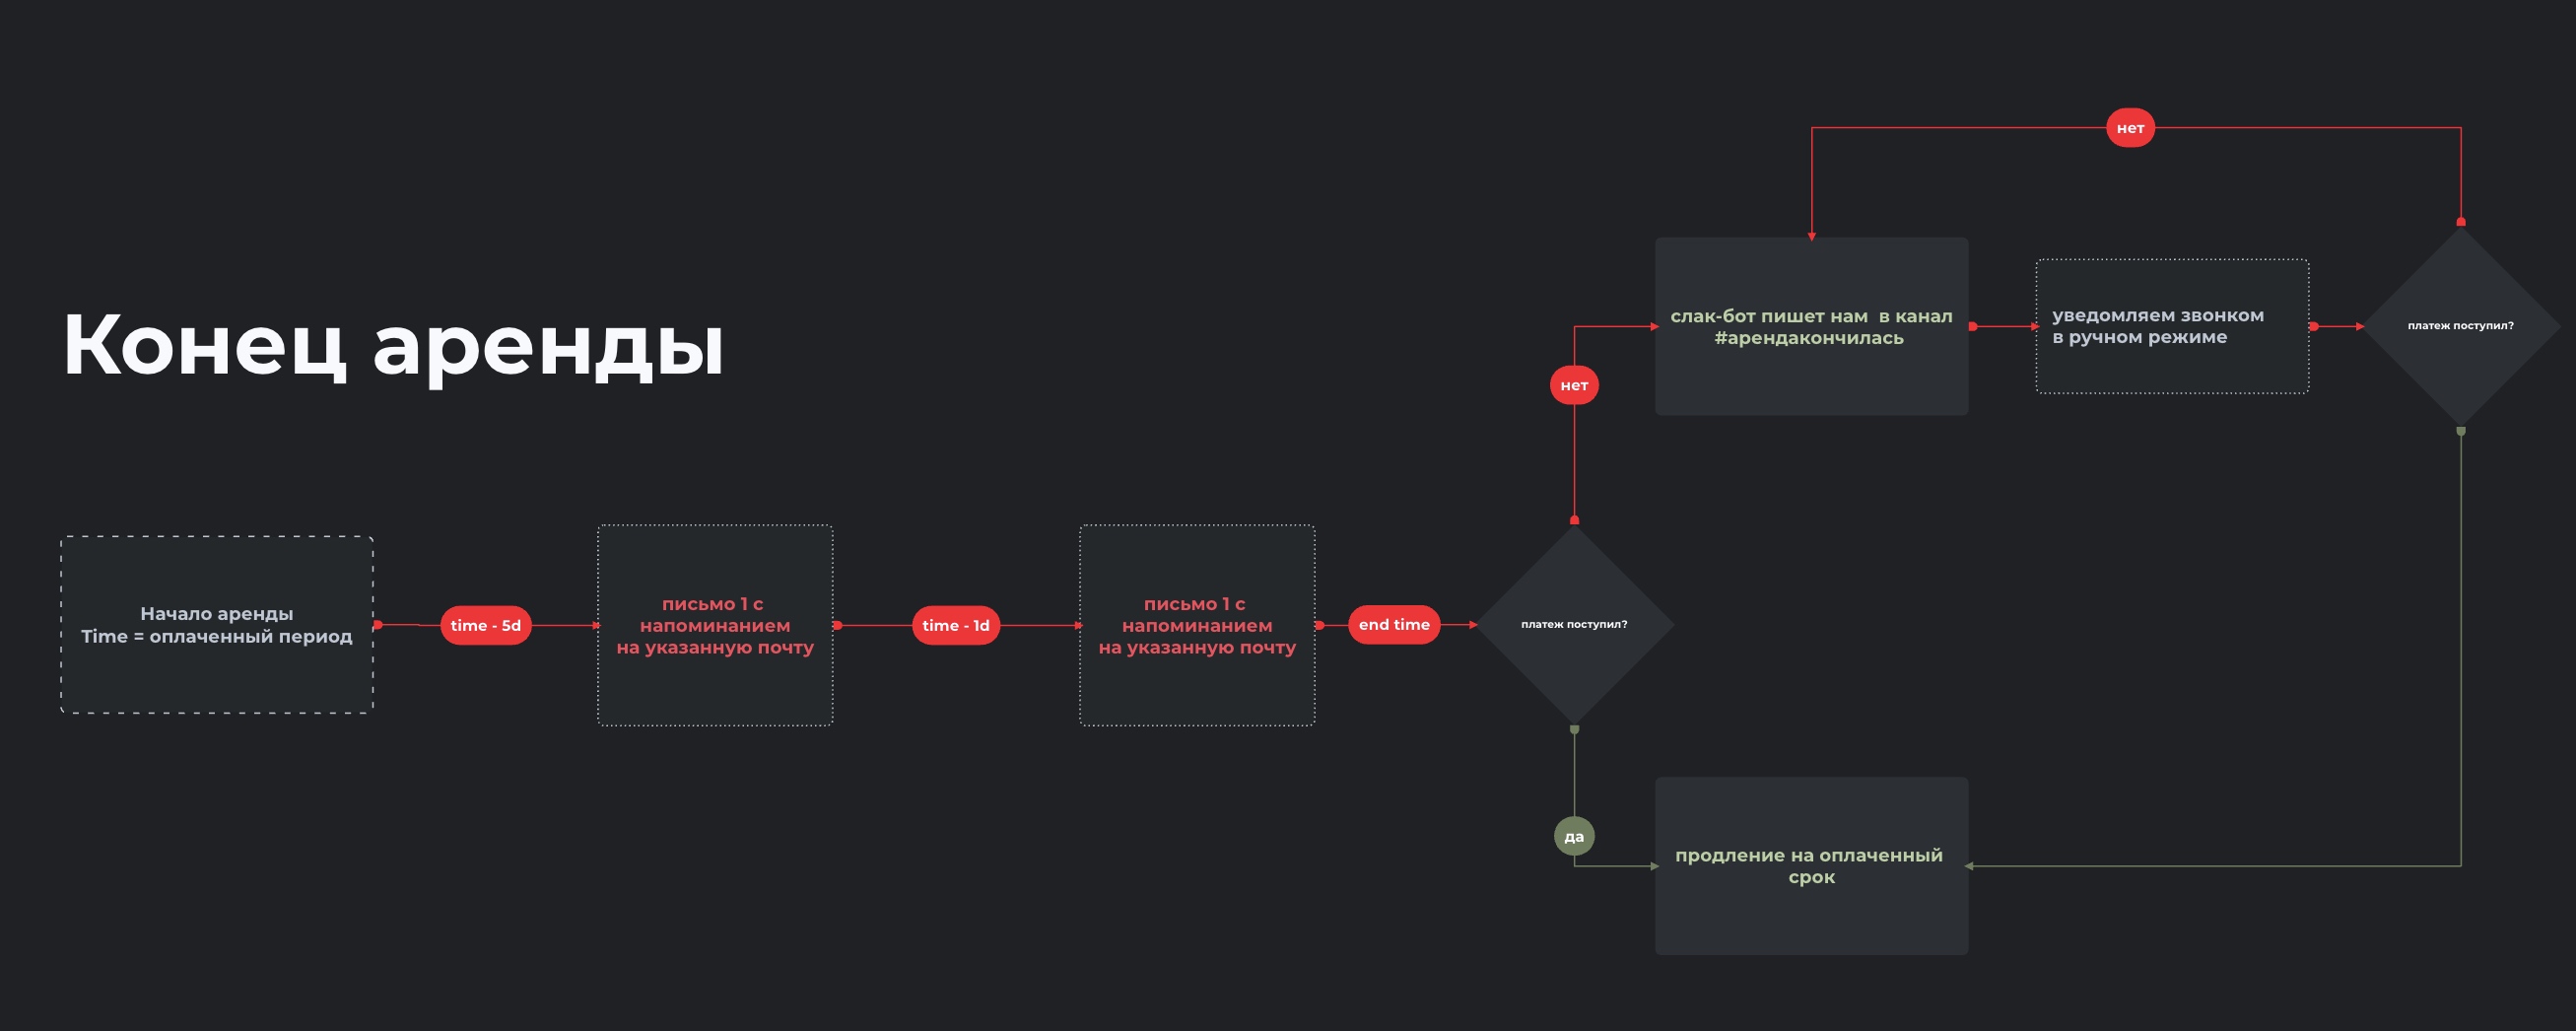 Конец аренды
Начало аренды
Time = оплаченный период
time - 5d
письмо 1 с
напоминанием
на указанную почту
time - 1d
письмо 1 с
напоминанием
на указанную почту
end time
платеж поступил?
нет
слак-бот пишет нам  в канал
#арендакончилась
уведомляем звонком
в ручном режиме
платеж поступил?
нет
да
продление на оплаченный
срок